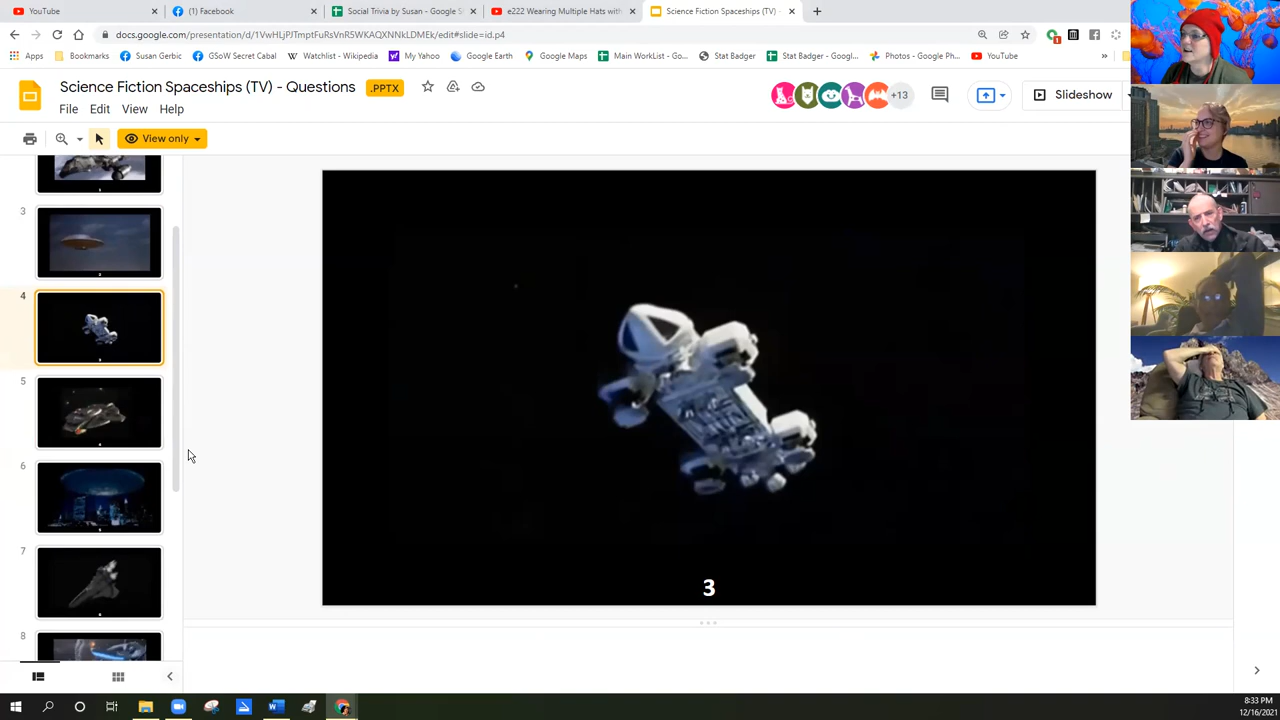 YouTube
(1) Facebook
Social Trivia by Susan - Google S
e222 Wearing Multiple Hats with
Science Fiction Spaceships (TV) -
docs.google.com/presentation/d/1VwHLjPJTmptFuRsVnR5WKAQXNNkLDMEk/edit#slide=id.p4
Apps
Bookmarks
Susan Gerbic
GSoW Secret Cabal
Watchlist - Wikipedia
My Yahoo
Google Earth
Google Maps
Main WorkList - Go...
Stat Badger
Stat Badger - Googl...
Photos - Google Ph...
YouTube
»
Science Fiction Spaceships (TV) - Questions
.PPTX
+13
Slideshow
File Edit View Help
View only
3
4
5
6
7
8
3
8:33 PM
12/16/2021